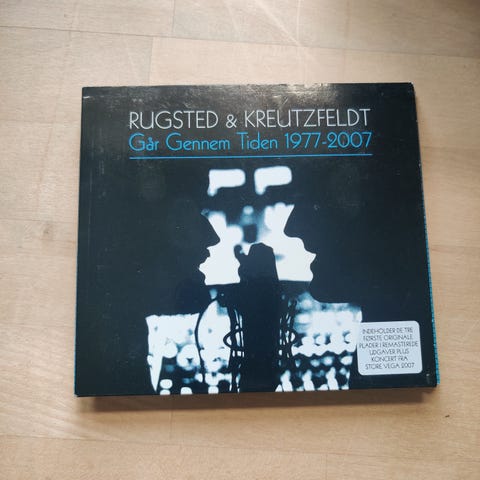 RUGSTED & KREUTZFELDT
Går Gennem Tiden 1977-2007
INDEHOLDER DE TRE
FØRSTE ORIGINALE
PLADER I REMASTEREDE
UDGAVER PLUS
KONCERT FRA
STORE VEGA 2007